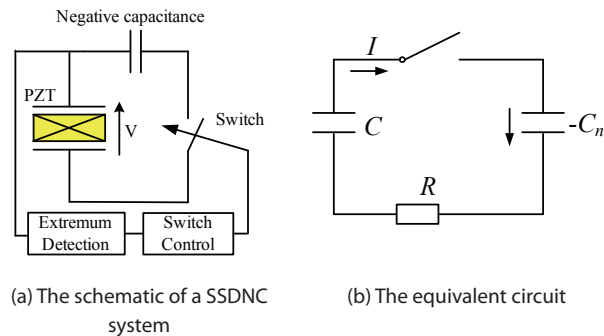 Negative capacitance
PZT
V
Switch
Extremum
Detection
Switch
Control
(a) The schematic of a SSDNC
system
I
C
-Cn
R
(b) The equivalent circuit